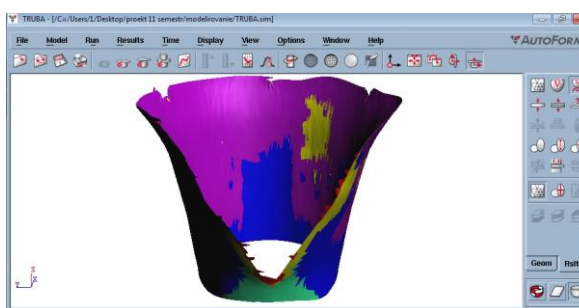 TRUBA - [/C=/Users/1/Desktop/proekt 11 semestr/modelirovanie/TRUBA.sim]
File Model Run Results Time Display View Options Window Help
AUTOFORM
Geom Rslt
X